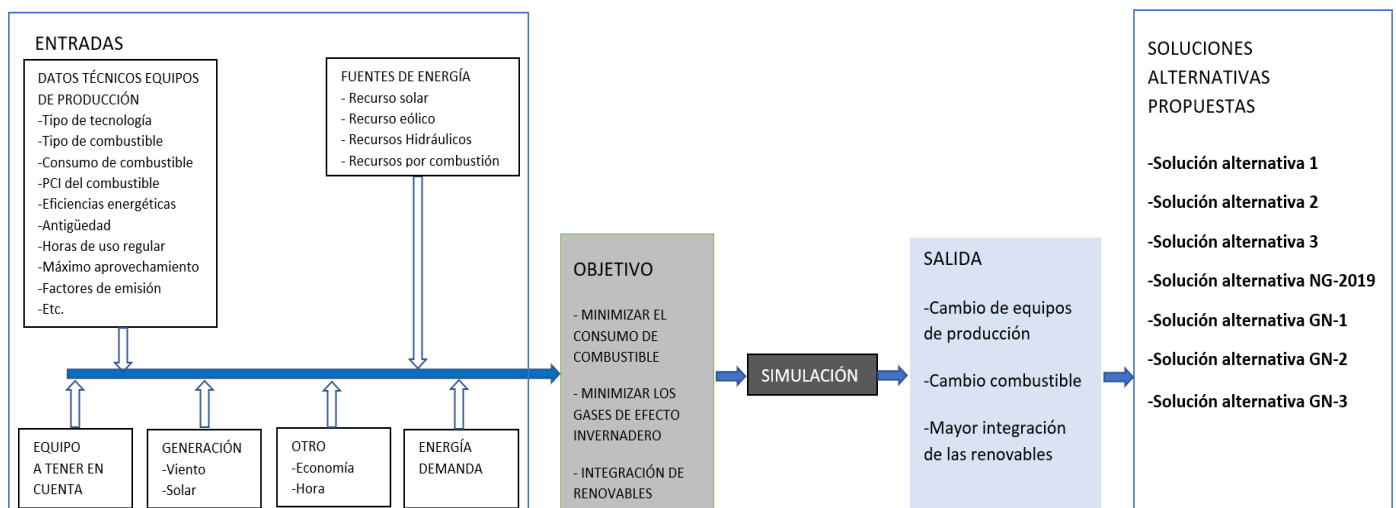 ENTRADAS
DATOS TÉCNICOS EQUIPOS
DE PRODUCCIÓN
-Tipo de tecnología
-Tipo de combustible
-Consumo de combustible
-PCI del combustible
-Eficiencias energéticas
-Antigüedad
-Horas de uso regular
-Máximo aprovechamiento
-Factores de emisión
-Etc.
FUENTES DE ENERGÍA
- Recurso solar
- Recurso eólico
- Recursos Hidráulicos
- Recursos por combustión
EQUIPO
A TENER EN
CUENTA
GENERACIÓN
-Viento
-Solar
OTRO
-Economía
-Hora
ENERGÍA
DEMANDA
OBJETIVO
- MINIMIZAR EL
CONSUMO DE
COMBUSTIBLE
- MINIMIZAR LOS
GASES DE EFECTO
INVERNADERO
- INTEGRACIÓN DE
RENOVABLES
SIMULACIÓN
SALIDA
-Cambio de equipos
de producción
-Cambio combustible
-Mayor integración
de las renovables
SOLUCIONES
ALTERNATIVAS
PROPUESTAS
-Solución alternativa 1
-Solución alternativa 2
-Solución alternativa 3
-Solución alternativa NG-2019
-Solución alternativa GN-1
-Solución alternativa GN-2
-Solución alternativa GN-3